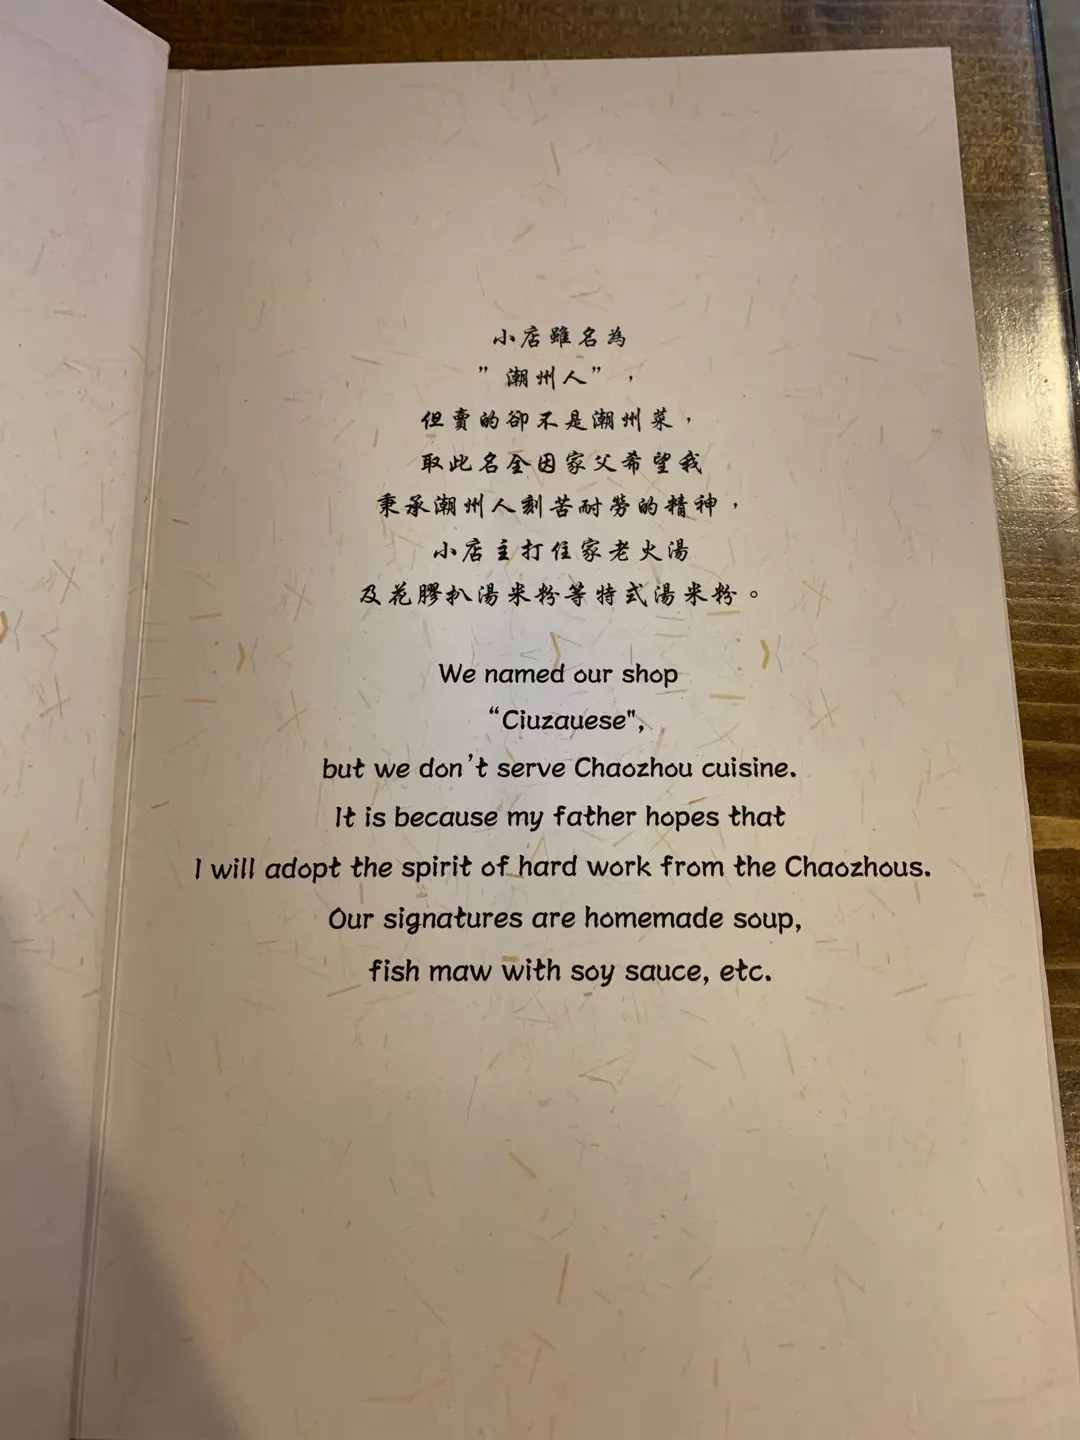 小店雖名為
”潮州人”，
但賣的卻不是潮州菜，
取此名全因家父希望我
秉承潮州人刻苦耐勞的精神，
小店主打住家老火湯
及花膠扒湯米粉等特式湯米粉。
We named our shop
“Ciuzauese",
but we don’t serve Chaozhou cuisine.
It is because my father hopes that
I will adopt the spirit of hard work from the Chaozhous.
Our signatures are homemade soup,
fish maw with soy sauce, etc.